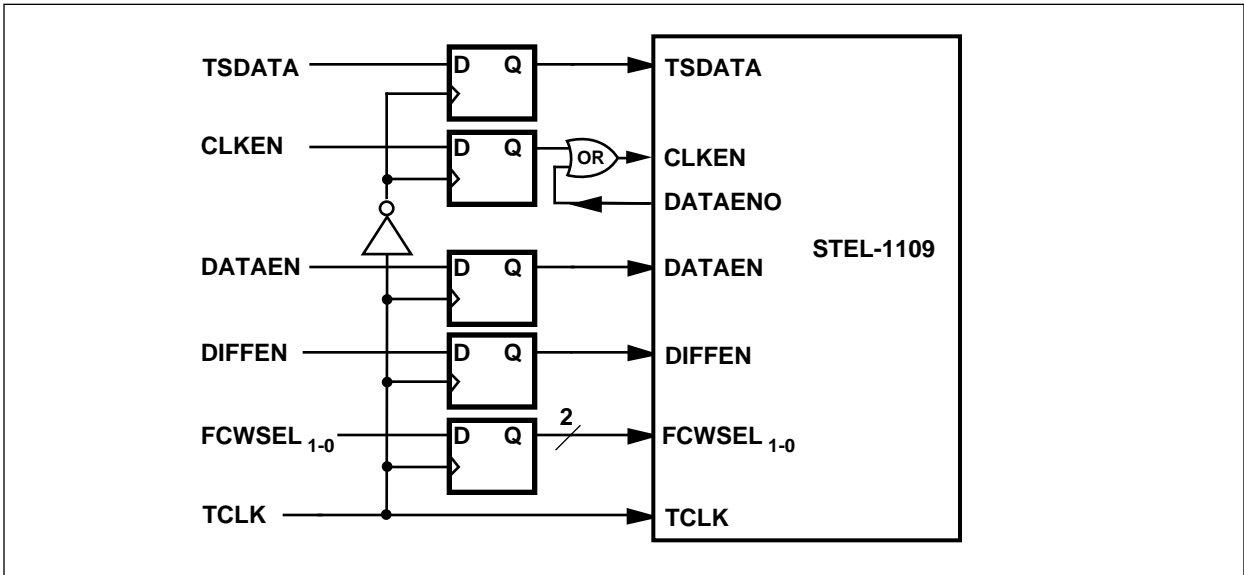 TSDATA D Q TSDATA
CLKEN D Q OR CLKEN
DATAENO
STEL-1109
DATAEN D Q DATAEN
DIFFEN D Q DIFFEN
2
FCWSEL 1-0 D Q FCWSEL 1-0
TCLK TCLK